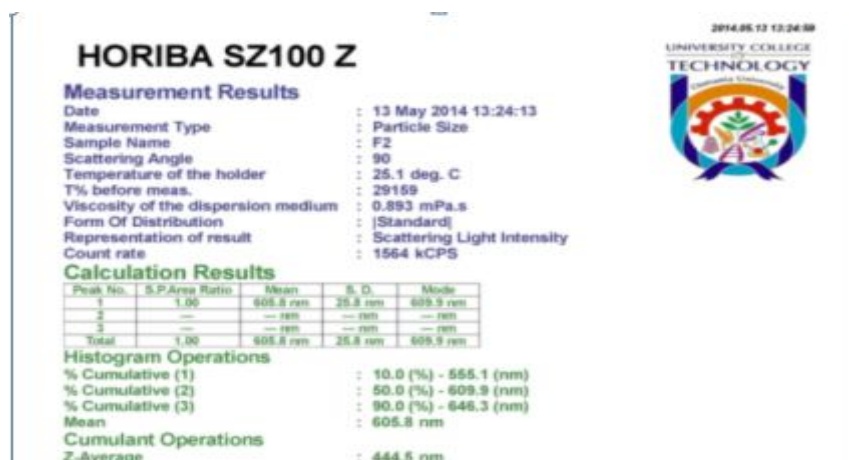 2014.05.13 13:24:59
HORIBA SZ100 Z
UNIVERSITY COLLEGE
OF
TECHNOLOGY
Osmania University
Measurement Results
Date : 13 May 2014 13:24:13
Measurement Type : Particle Size
Sample Name : F2
Scattering Angle : 90
Temperature of the holder : 25.1 deg. C
T% before meas. : 29159
Viscosity of the dispersion medium : 0.893 mPa.s
Form Of Distribution : |Standard|
Representation of result : Scattering Light Intensity
Count rate : 1564 kCPS
Calculation Results
Peak No. S.P.Area Ratio Mean S. D. Mode
1 1.00 605.8 nm 25.8 nm 609.9 nm
2 --- --- nm --- nm --- nm
3 --- --- nm --- nm --- nm
Total 1.00 605.8 nm 25.8 nm 609.9 nm
Histogram Operations
% Cumulative (1) : 10.0 (%) - 555.1 (nm)
% Cumulative (2) : 50.0 (%) - 609.9 (nm)
% Cumulative (3) : 90.0 (%) - 646.3 (nm)
Mean : 605.8 nm
Cumulant Operations
Z-Average : 444.5 nm